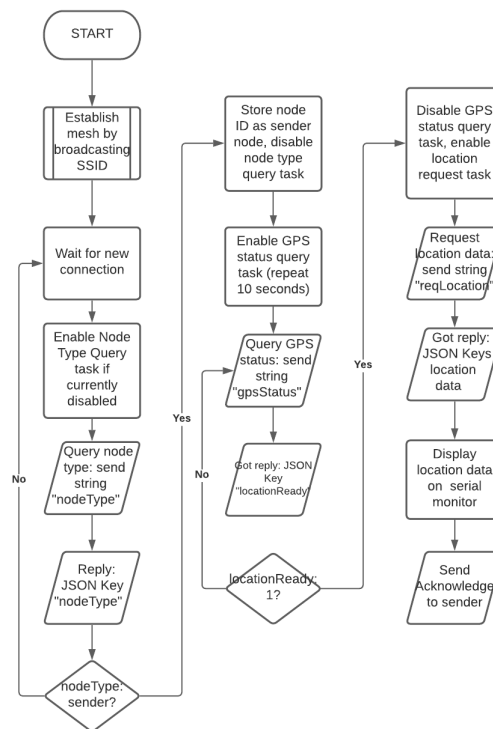 START
Establish
mesh by
broadcasting
SSID
Wait for new
connection
Enable Node
Type Query
task if
currently
disabled
Query node
type: send
string
"nodeType"
Reply:
JSON Key
"nodeType"
nodeType:
sender?
No
Yes
Store node
ID as sender
node, disable
node type
query task
Enable GPS
status query
task (repeat
10 seconds)
Query GPS
status: send
string
"gpsStatus"
Got reply: JSON
Key
"locationReady"
locationReady:
1?
No
Yes
Disable GPS
status query
task, enable
location
request task
Request
location data:
send string
"reqLocation"
Got reply:
JSON Keys
location
data
Display
location data
on serial
monitor
Send
Acknowledge
to sender